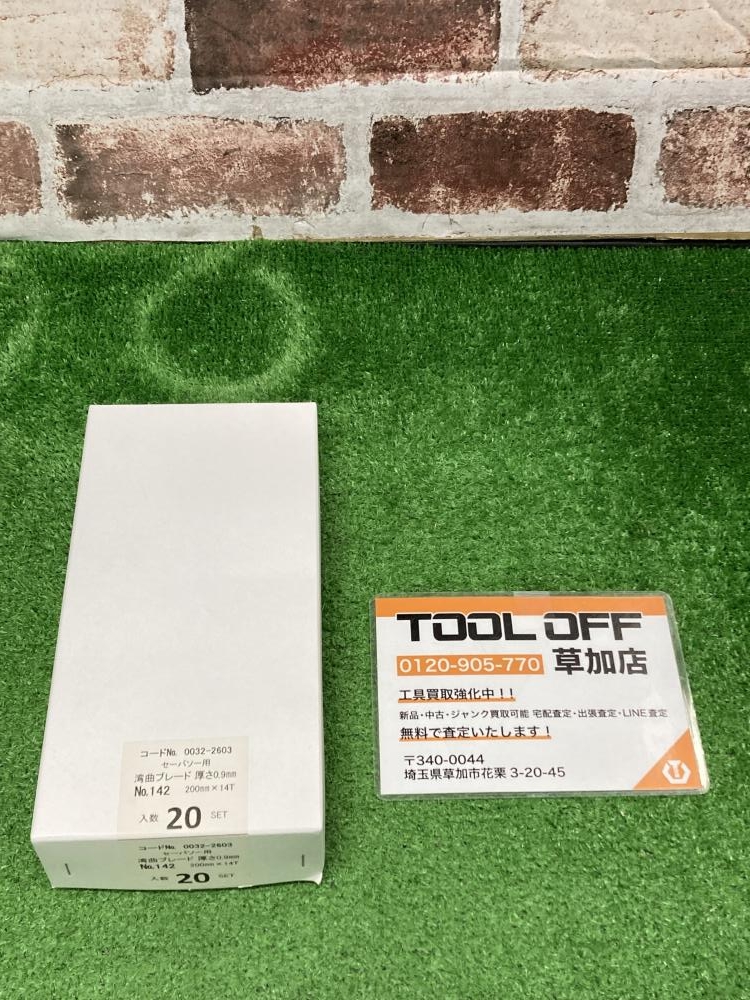 コードNo. 0032-2603
セーバソー用
湾曲ブレード 厚さ0.9mm
No.142 200mm×14T
入数 20 SET
コードNo. 0032-2603
セーバソー用
湾曲ブレード 厚さ0.9mm
No.142 200mm×14T
入数 20 SET
TOOL OFF
0120-905-770 草加店
工具買取強化中!!
新品・中古・ジャンク買取可能 宅配査定・出張査定・LINE査定
無料で査定いたします!
〒340-0044
埼玉県草加市花栗 3-20-45